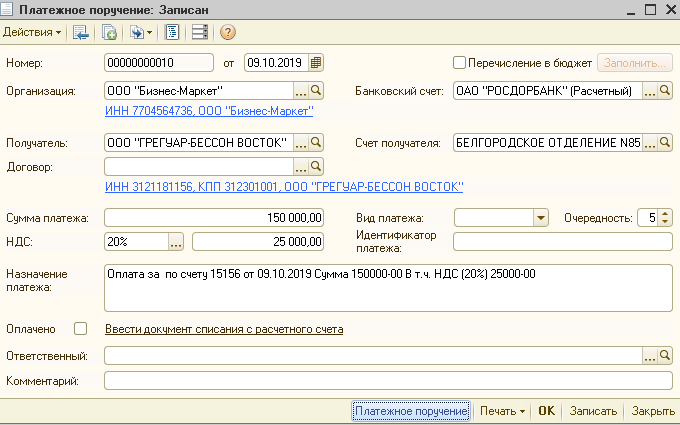 Платежное поручение: Записан
Действия
Номер: 00000000010 от 09.10.2019 Перечисление в бюджет Заполнить...
Организация: ООО "Бизнес-Маркет" ... Банковский счет: ОАО "РОСДОРБАНК" (Расчетный) ...
ИНН 7704564736, ООО "Бизнес-Маркет"
Получатель: ООО "ГРЕГУАР-БЕССОН ВОСТОК" ... Счет получателя: БЕЛГОРОДСКОЕ ОТДЕЛЕНИЕ N85 ...
Договор: ...
ИНН 3121181156, КПП 312301001, ООО "ГРЕГУАР-БЕССОН ВОСТОК"
Сумма платежа: 150 000,00 Вид платежа: Очередность: 5
НДС: 20% ... 25 000,00 Идентификатор платежа:
Назначение платежа: Оплата за по счету 15156 от 09.10.2019 Сумма 150000-00 В т.ч. НДС (20%) 25000-00
Оплачено Ввести документ списания с расчетного счета
Ответственный: ...
Комментарий:
Платежное поручение Печать OK Записать Закрыть